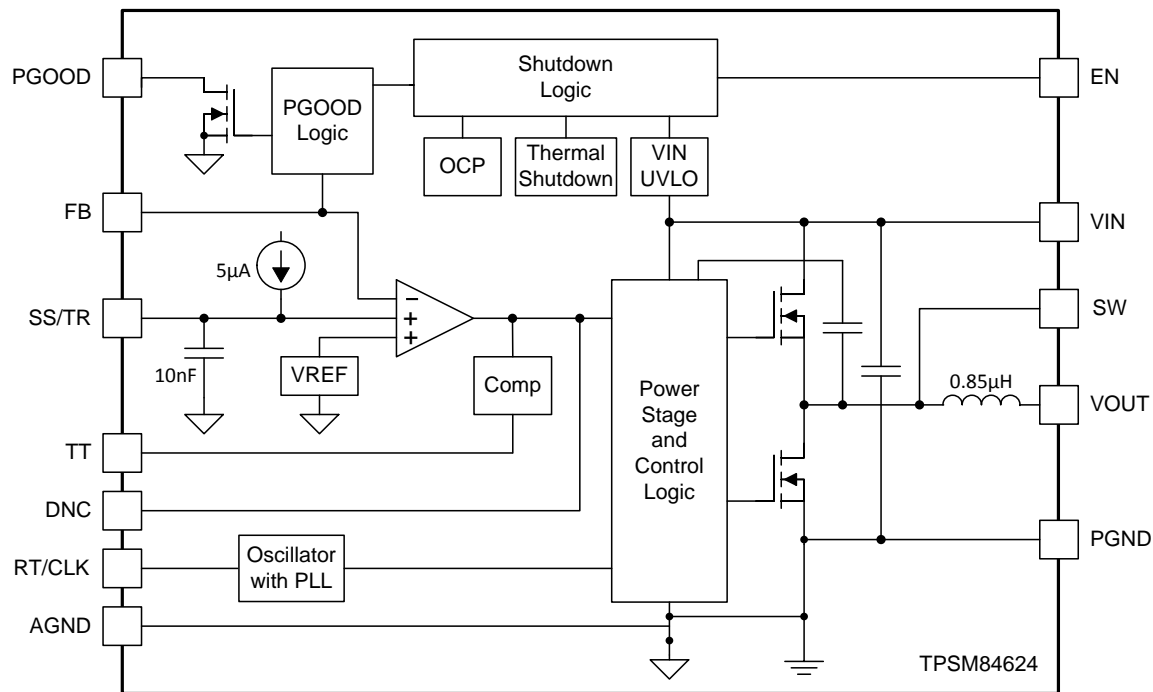 PGOOD
FB
SS/TR
TT
DNC
RT/CLK
AGND
PGOOD
Logic
Shutdown
Logic
OCP
Thermal
Shutdown
VIN
UVLO
5µA
10nF
VREF
−
+
+
Comp
Oscillator
with PLL
Power
Stage
and
Control
Logic
0.85µH
EN
VIN
SW
VOUT
PGND
TPSM84624